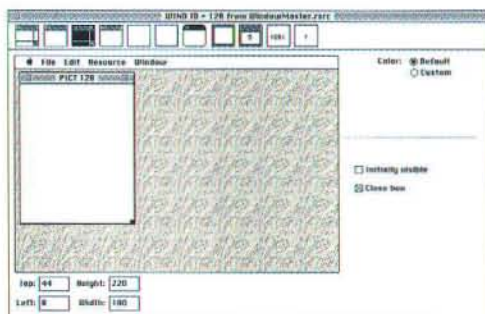 WIND ID = 128 from WindowMaster.rsrc
File Edit Resource Window
PICT 128
Color: Default
Custom
Initially visible
Close box
Top: 44 Height: 220
Left: 8 Width: 180